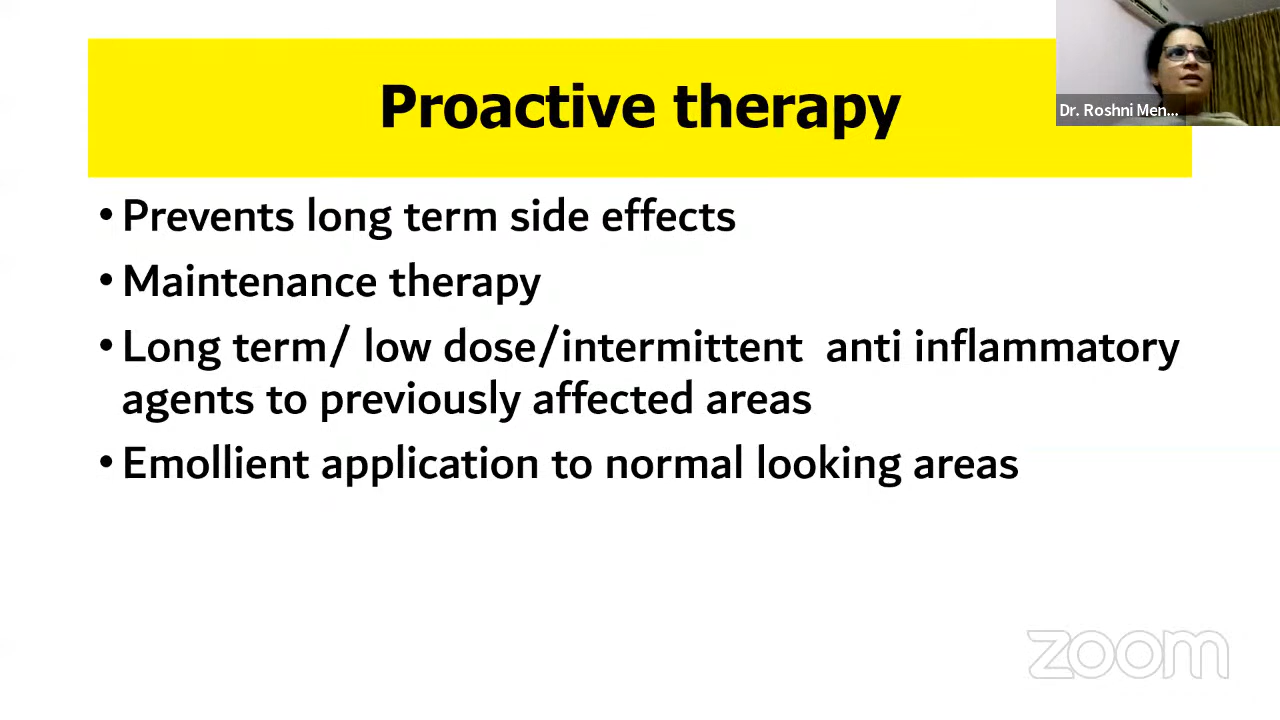 Proactive therapy
Dr. Roshni Men...
• Prevents long term side effects
• Maintenance therapy
• Long term/ low dose/intermittent  anti inflammatory
agents to previously affected areas
• Emollient application to normal looking areas
zoom